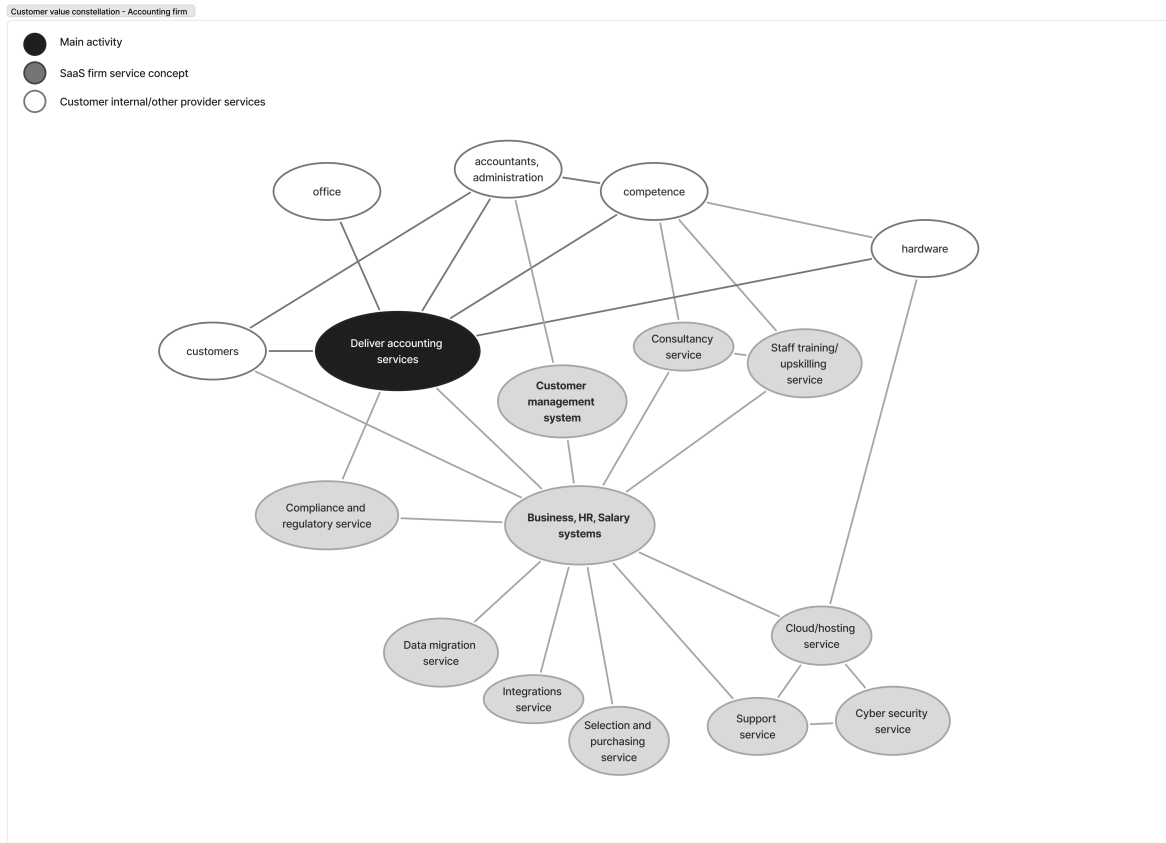 Customer value constellation - Accounting firm
Main activity
SaaS firm service concept
Customer internal/other provider services
accountants,
administration
office
competence
hardware
customers
Deliver accounting
services
Consultancy
service
Staff training/
upskilling
service
Customer
management
system
Compliance and
regulatory service
Business, HR, Salary
systems
Data migration
service
Integrations
service
Selection and
purchasing
service
Cloud/hosting
service
Support
service
Cyber security
service